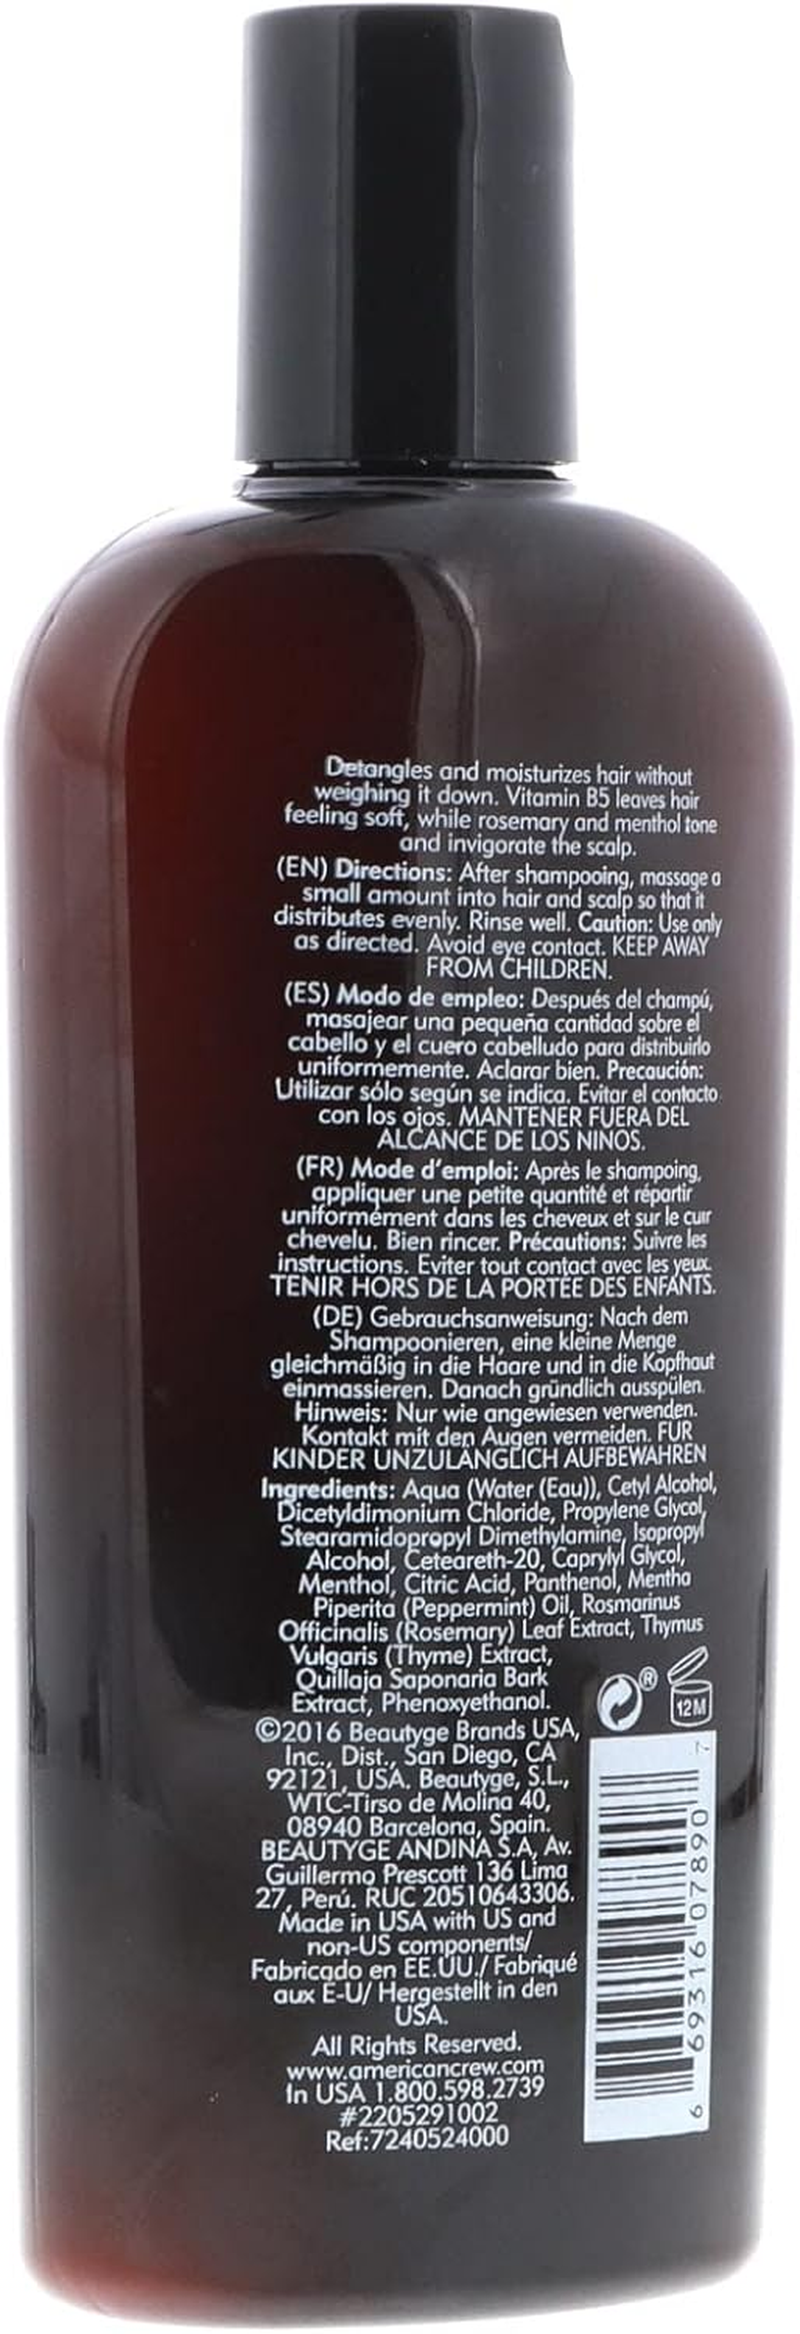 Detangles and moisturizes hair without
weighing it down. Vitamin B5 leaves hair
feeling soft, while rosemary and menthol tone
and invigorate the scalp.
(EN) Directions: After shampooing, massage a
small amount into hair and scalp so that it
distributes evenly. Rinse well. Caution: Use only
as directed. Avoid eye contact. KEEP AWAY
FROM CHILDREN.
(ES) Modo de empleo: Después del champú,
masajear una pequeña cantidad sobre el
cabello y el cuero cabelludo para distribuirlo
uniformemente. Aclarar bien. Precaución:
Utilizar sólo según se indica. Evitar el contacto
con los ojos. MANTENER FUERA DEL
ALCANCE DE LOS NINOS.
(FR) Mode d'emploi: Après le shampoing,
appliquer une petite quantité et répartir
uniformément dans les cheveux et sur le cuir
chevelu. Bien rincer. Précautions: Suivre les
instructions. Eviter tout contact avec les yeux.
TENIR HORS DE LA PORTÉE DES ENFANTS.
(DE) Gebrauchsanweisung: Nach dem
Shampoonieren, eine kleine Menge
gleichmäßig in die Haare und in die Kopfhaut
einmassieren. Danach gründlich ausspülen.
Hinweis: Nur wie angewiesen verwenden.
Kontakt mit den Augen vermeiden. FÜR
KINDER UNZULÄNGLICH AUFBEWAHREN
Ingredients: Aqua (Water (Eau)), Cetyl Alcohol,
Dicetyldimonium Chloride, Propylene Glycol,
Stearamidopropyl Dimethylamine, Isopropyl
Alcohol, Ceteareth-20, Caprylyl Glycol,
Menthol, Citric Acid, Panthenol, Mentha
Piperita (Peppermint) Oil, Rosmarinus
Officinalis (Rosemary) Leaf Extract, Thymus
Vulgaris (Thyme) Extract,
Quillaja Saponaria Bark
Extract, Phenoxyethanol.
®
12M
©2016 Beautyge Brands USA,
Inc., Dist., San Diego, CA
92121, USA. Beautyge, S.L.,
WTC-Tirso de Molina 40,
08940 Barcelona, Spain.
BEAUTYGE ANDINA S.A, Av.
Guillermo Prescott 136 Lima
27, Perú. RUC 20510643306.
Made in USA with US and
non-US components/
Fabricado en EE.UU./ Fabriqué
aux E-U/ Hergestellt in den
USA.
All Rights Reserved.
www.americancrew.com
In USA 1.800.598.2739
#2205291002
Ref:7240524000
6 69316 07890 7